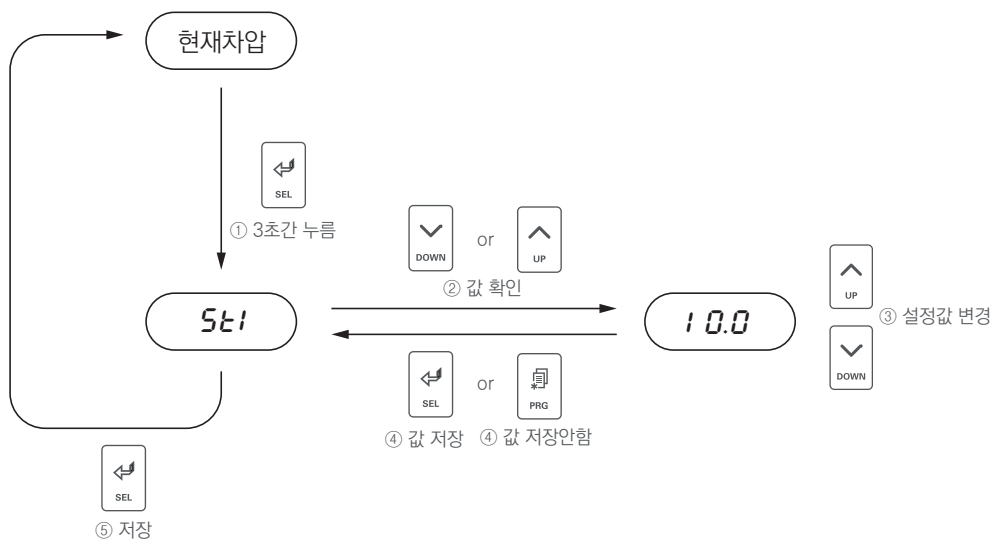 현재차압
SEL
① 3초간 누름
DOWN
or
UP
② 값 확인
St1
10.0
UP
③ 설정값 변경
DOWN
SEL
or
PRG
④ 값 저장
④ 값 저장안함
SEL
⑤ 저장